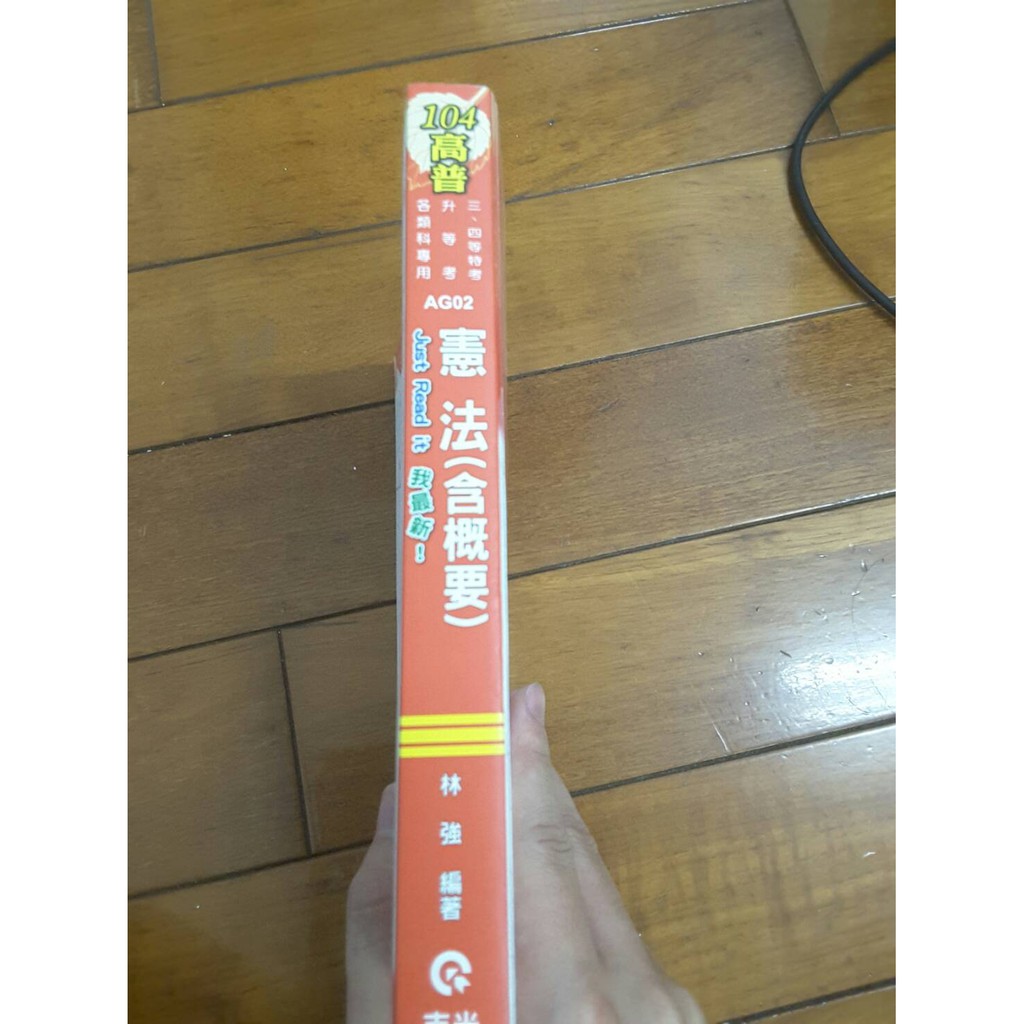 104
高普
三、四等特考
升等考
各類科專用
AG02
憲法(含概要)
Just Read it 我最新!
林強 編著